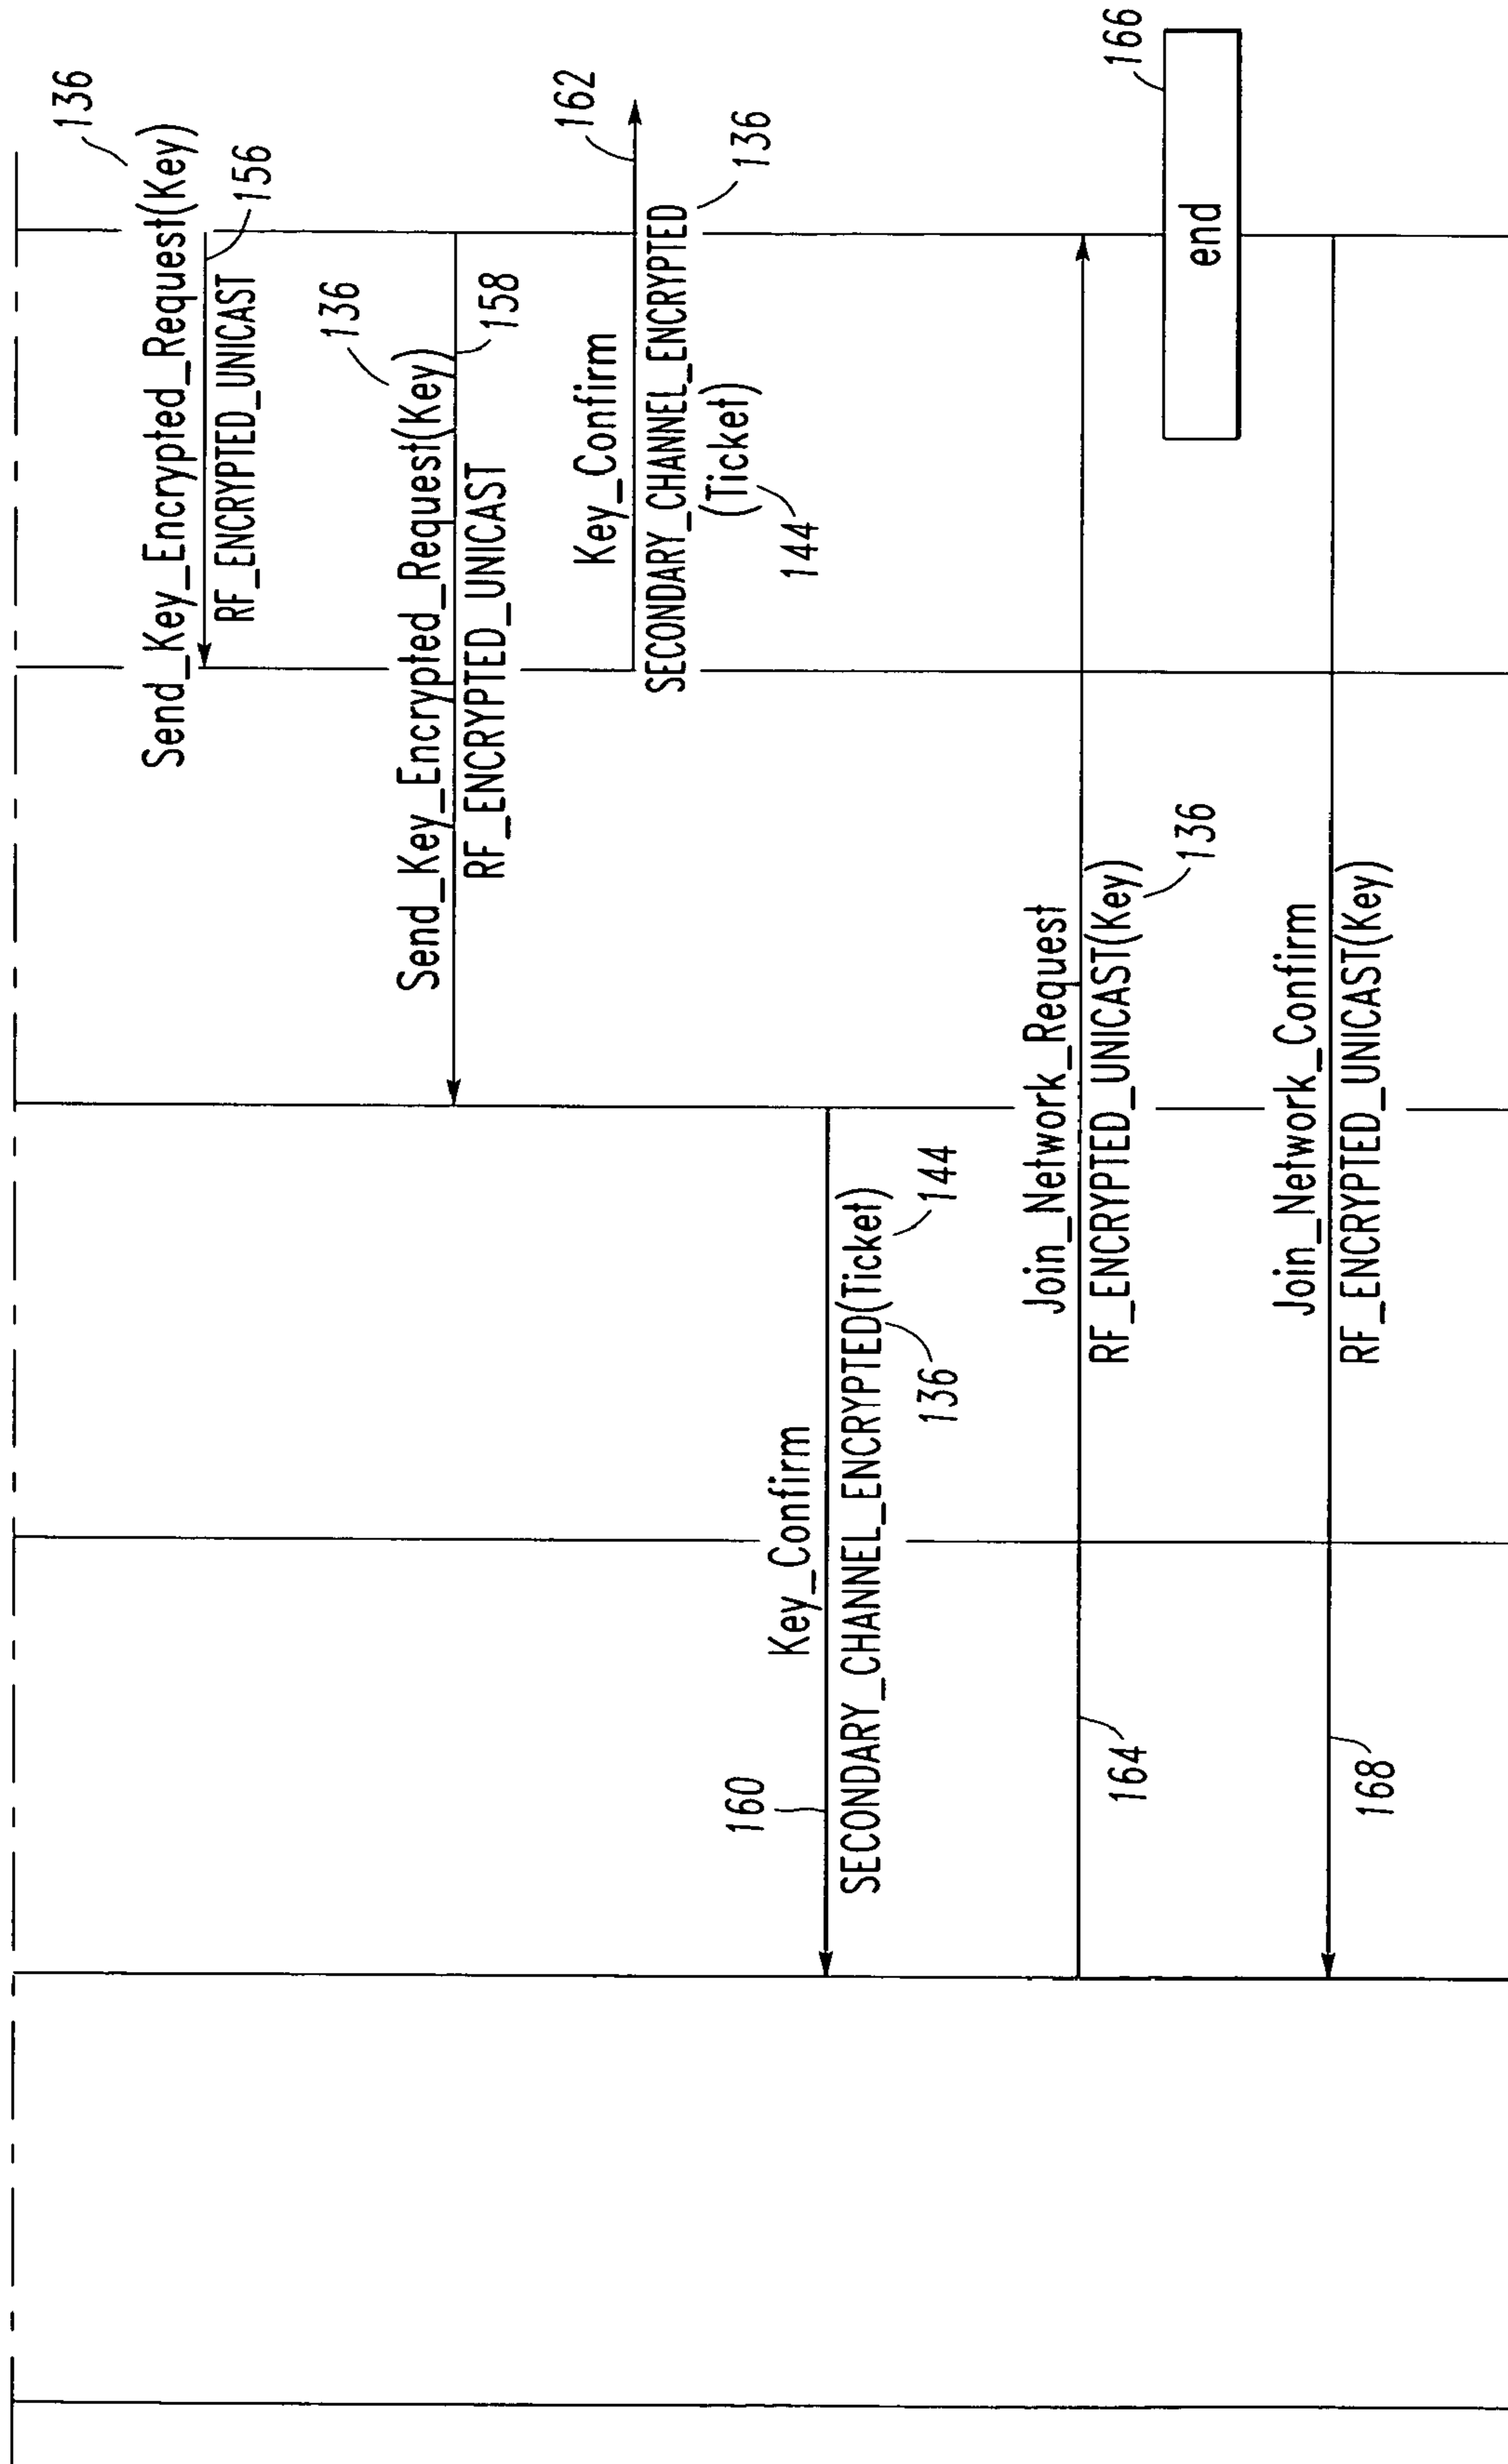 136
Send_Key_Encrypted_Request(Key)
156
RF_ENCRYPTED_UNICAST
136
Send_Key_Encrypted_Request(Key)
158
RF_ENCRYPTED_UNICAST
162
Key_Confirm
SECONDARY_CHANNEL_ENCRYPTED
136
(Ticket)
144
160
Key_Confirm
SECONDARY_CHANNEL_ENCRYPTED(Ticket)
136
144
Join_Network_Request
RF_ENCRYPTED_UNICAST(Key)
164
136
166
end
Join_Network_Confirm
RF_ENCRYPTED_UNICAST(Key)
168